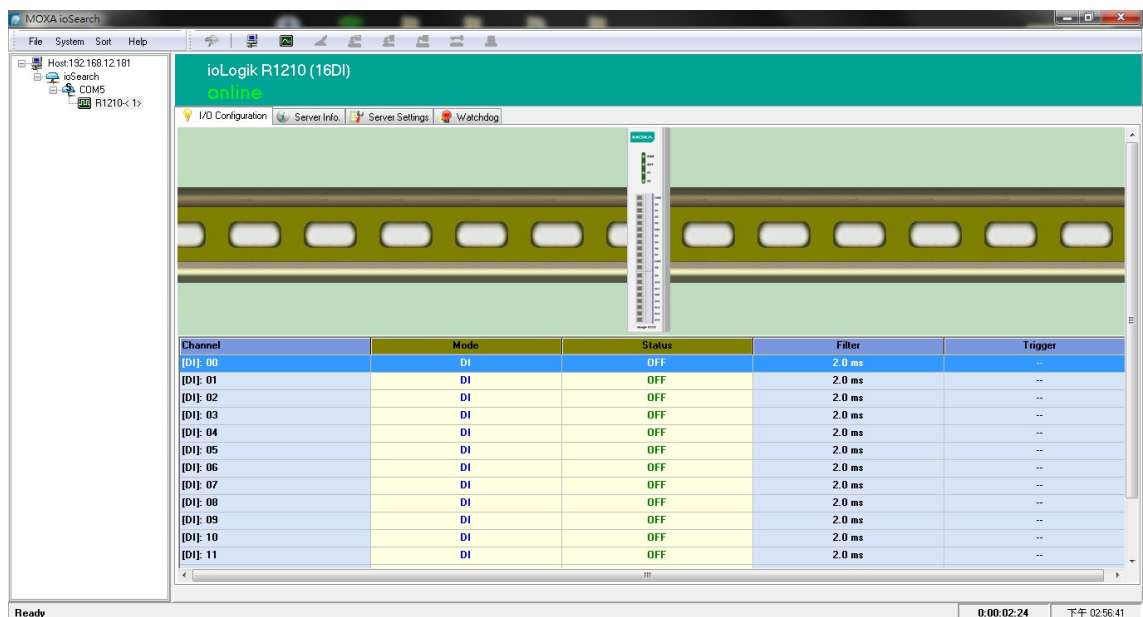 MOXA ioSearch
File System Sort Help
Host:192.168.12.181
ioSearch
COM5
R1210-< 1>
ioLogik R1210 (16DI)
online
I/O Configuration Server Info. Server Settings Watchdog
MOXA
Channel Mode Status Filter Trigger
[DI]: 00 DI OFF 2.0 ms --
[DI]: 01 DI OFF 2.0 ms --
[DI]: 02 DI OFF 2.0 ms --
[DI]: 03 DI OFF 2.0 ms --
[DI]: 04 DI OFF 2.0 ms --
[DI]: 05 DI OFF 2.0 ms --
[DI]: 06 DI OFF 2.0 ms --
[DI]: 07 DI OFF 2.0 ms --
[DI]: 08 DI OFF 2.0 ms --
[DI]: 09 DI OFF 2.0 ms --
[DI]: 10 DI OFF 2.0 ms --
[DI]: 11 DI OFF 2.0 ms --
Ready 0:00:02:24 下午 02:56:41